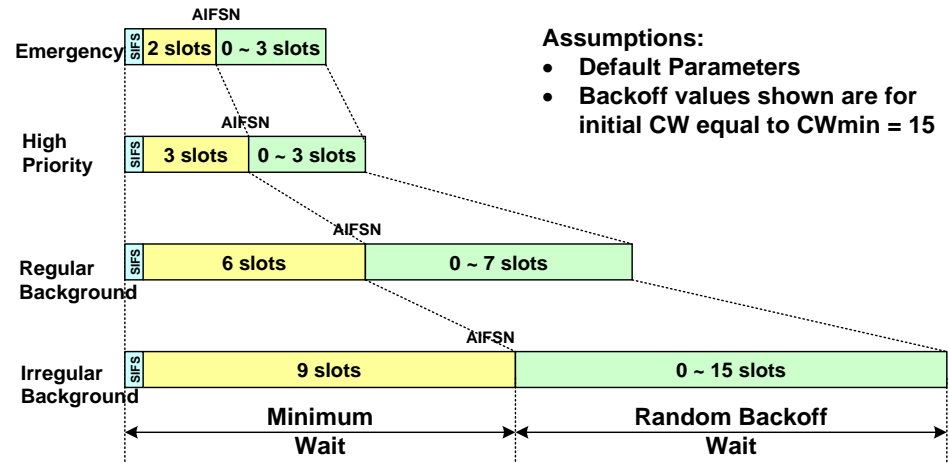 AIFSN
Emergency
SIFS
2 slots
0 ~ 3 slots
Assumptions:
• Default Parameters
• Backoff values shown are for
initial CW equal to CWmin = 15
AIFSN
High
Priority
SIFS
3 slots
0 ~ 3 slots
AIFSN
Regular
Background
SIFS
6 slots
0 ~ 7 slots
AIFSN
Irregular
Background
SIFS
9 slots
0 ~ 15 slots
Minimum
Wait
Random Backoff
Wait